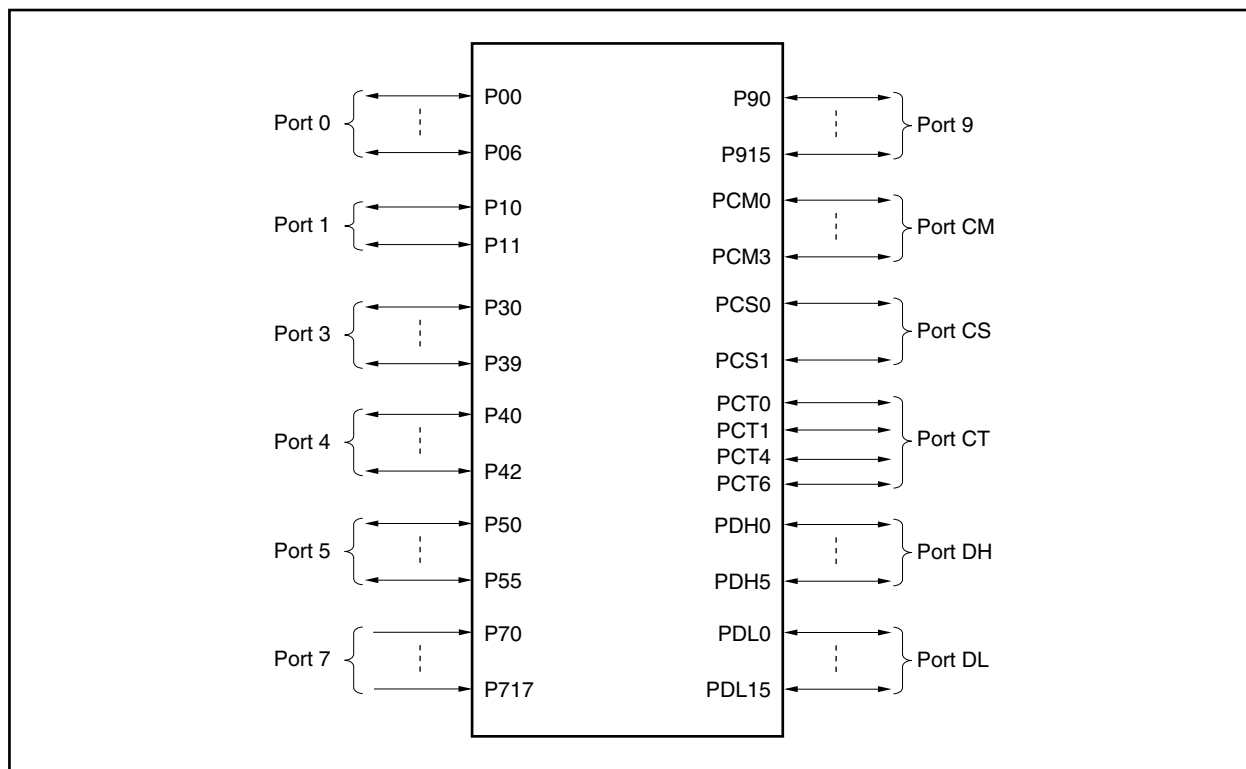 Port 0
P00
P06
Port 1
P10
P11
Port 3
P30
P39
Port 4
P40
P42
Port 5
P50
P55
Port 7
P70
P717
P90
P915
Port 9
PCM0
PCM3
Port CM
PCS0
PCS1
Port CS
PCT0
PCT1
PCT4
PCT6
Port CT
PDH0
PDH5
Port DH
PDL0
PDL15
Port DL